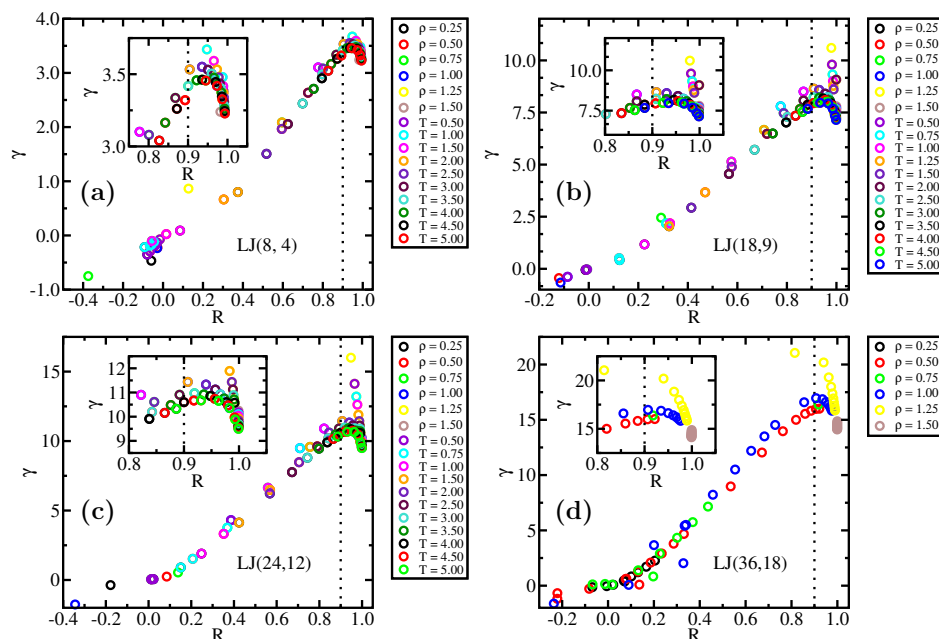 4.0
3.0
2.0
1.0
0.0
-1.0
γ
3.5
3.0
γ
0.8 0.9 1.0
R
(a)
LJ(8, 4)
-0.4 -0.2 0.0 0.2 0.4 0.6 0.8 1.0
R
ρ = 0.25
ρ = 0.50
ρ = 0.75
ρ = 1.00
ρ = 1.25
ρ = 1.50
T = 0.50
T = 1.00
T = 1.50
T = 2.00
T = 2.50
T = 3.00
T = 3.50
T = 4.00
T = 4.50
T = 5.00
10.0
7.5
5.0
2.5
0.0
γ
10.0
7.5
5.0
γ
0.8 0.9 1.0
R
(b)
LJ(18,9)
-0.2 0.0 0.2 0.4 0.6 0.8 1.0
R
ρ = 0.25
ρ = 0.50
ρ = 0.75
ρ = 1.00
ρ = 1.25
ρ = 1.50
T = 0.50
T = 0.75
T = 1.00
T = 1.25
T = 1.50
T = 2.00
T = 2.50
T = 3.00
T = 3.50
T = 4.00
T = 4.50
T = 5.00
15
10
5
0
γ
12
11
10
9
γ
0.8 0.9 1.0
R
(c)
LJ(24,12)
-0.4 -0.2 0.0 0.2 0.4 0.6 0.8 1.0
R
ρ = 0.25
ρ = 0.50
ρ = 0.75
ρ = 1.00
ρ = 1.25
ρ = 1.50
T = 0.50
T = 0.75
T = 1.00
T = 1.50
T = 2.00
T = 2.50
T = 3.00
T = 3.50
T = 4.00
T = 4.50
T = 5.00
20
15
10
5
0
γ
20
15
γ
0.8 0.9 1.0
R
(d)
LJ(36,18)
-0.2 0.0 0.2 0.4 0.6 0.8 1.0
R
ρ = 0.25
ρ = 0.50
ρ = 0.75
ρ = 1.00
ρ = 1.25
ρ = 1.50